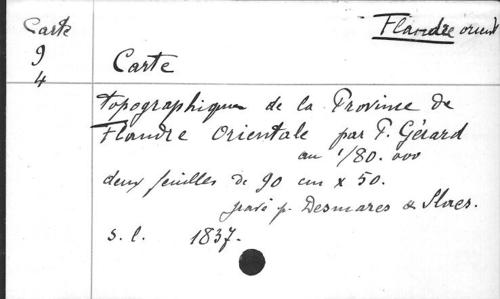 Carte
9
4
Flandre orient
Carte
topographique de la Province de
Flandre Orientale par P. Gérard
au 1/80.000
deux feuilles de 90 cm x 50.
gravé p. Desmares &
s. l. 1837.